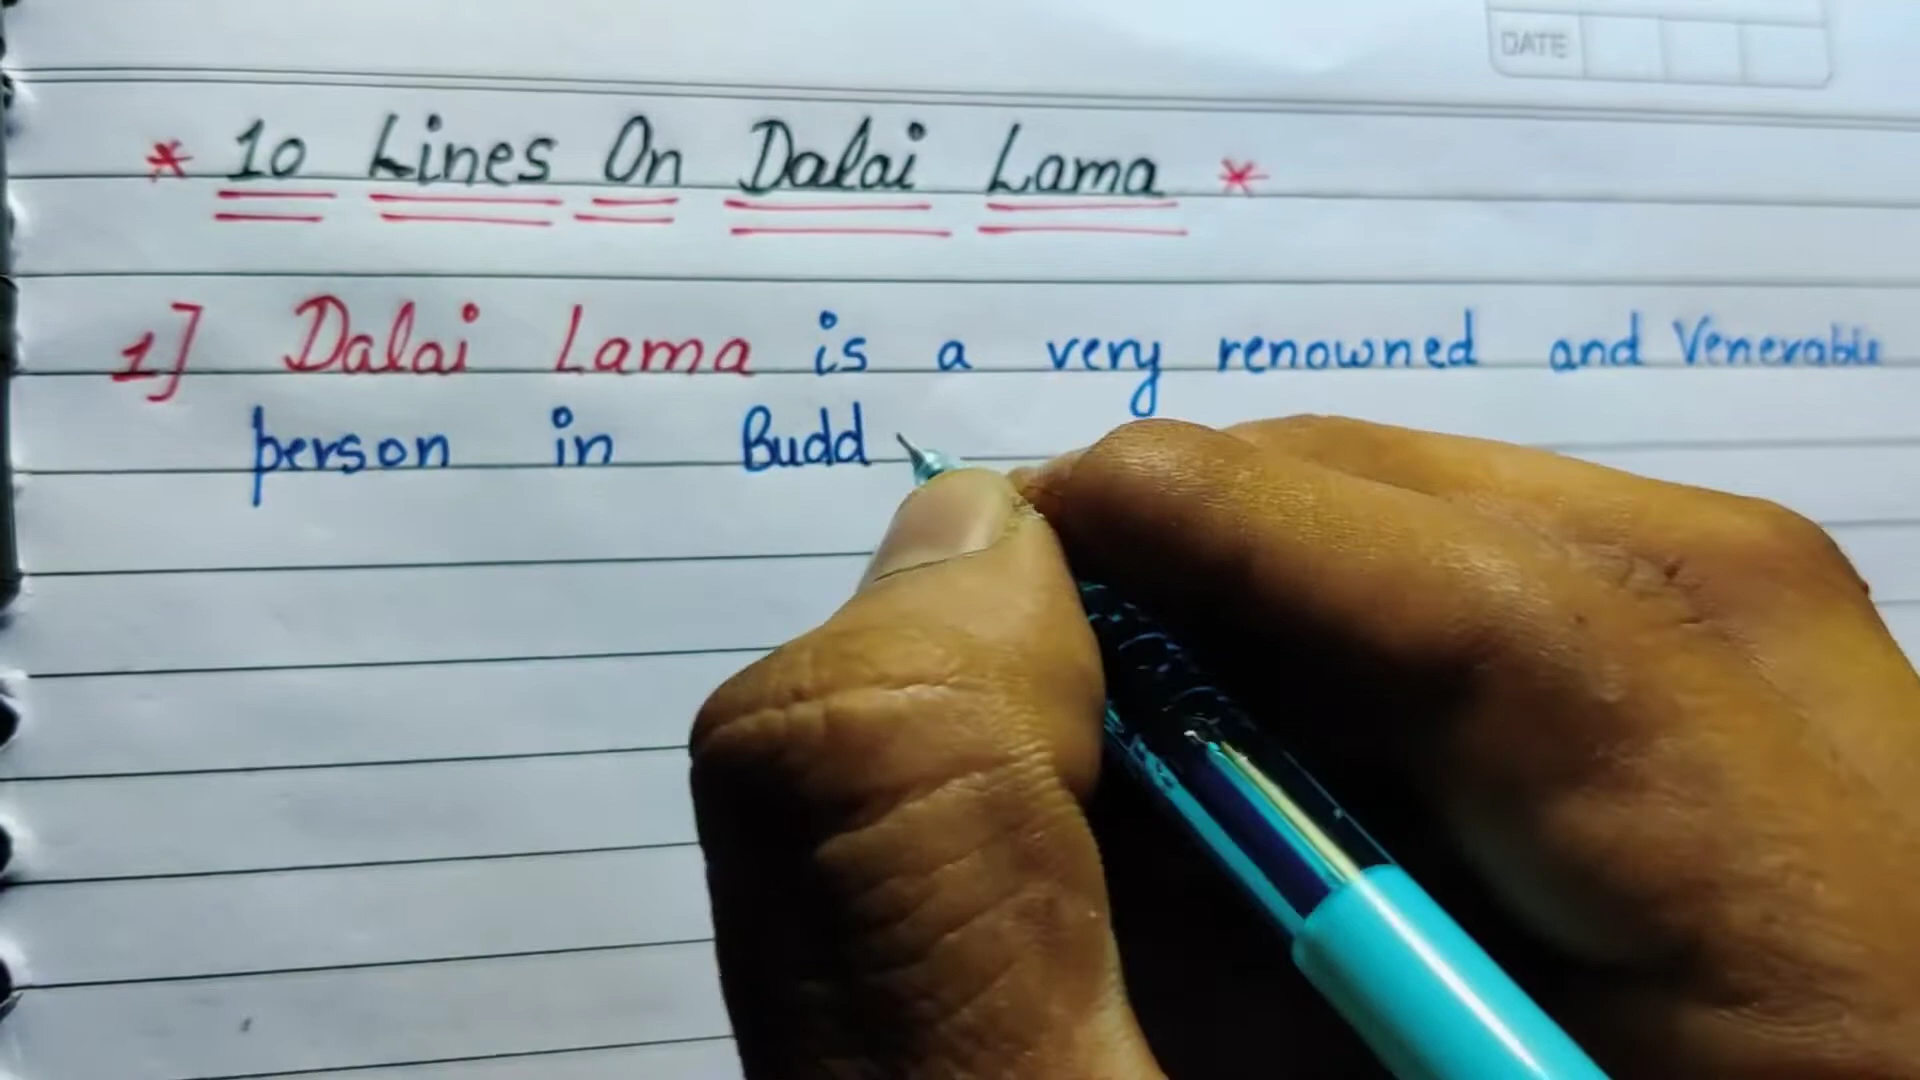 DATE
* 10 Lines On Dalai Lama *
1] Dalai Lama is a very renowned and Venerable
person in Budd